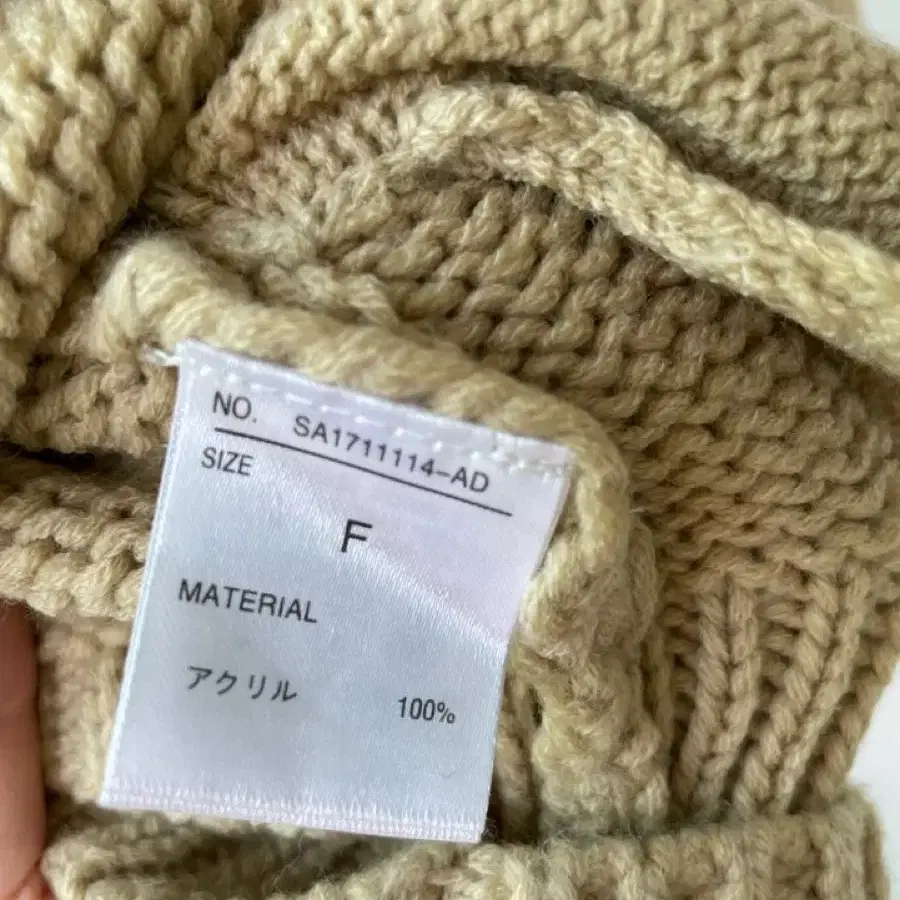 NO. SA1711114-AD
SIZE
F
MATERIAL
アクリル 100%